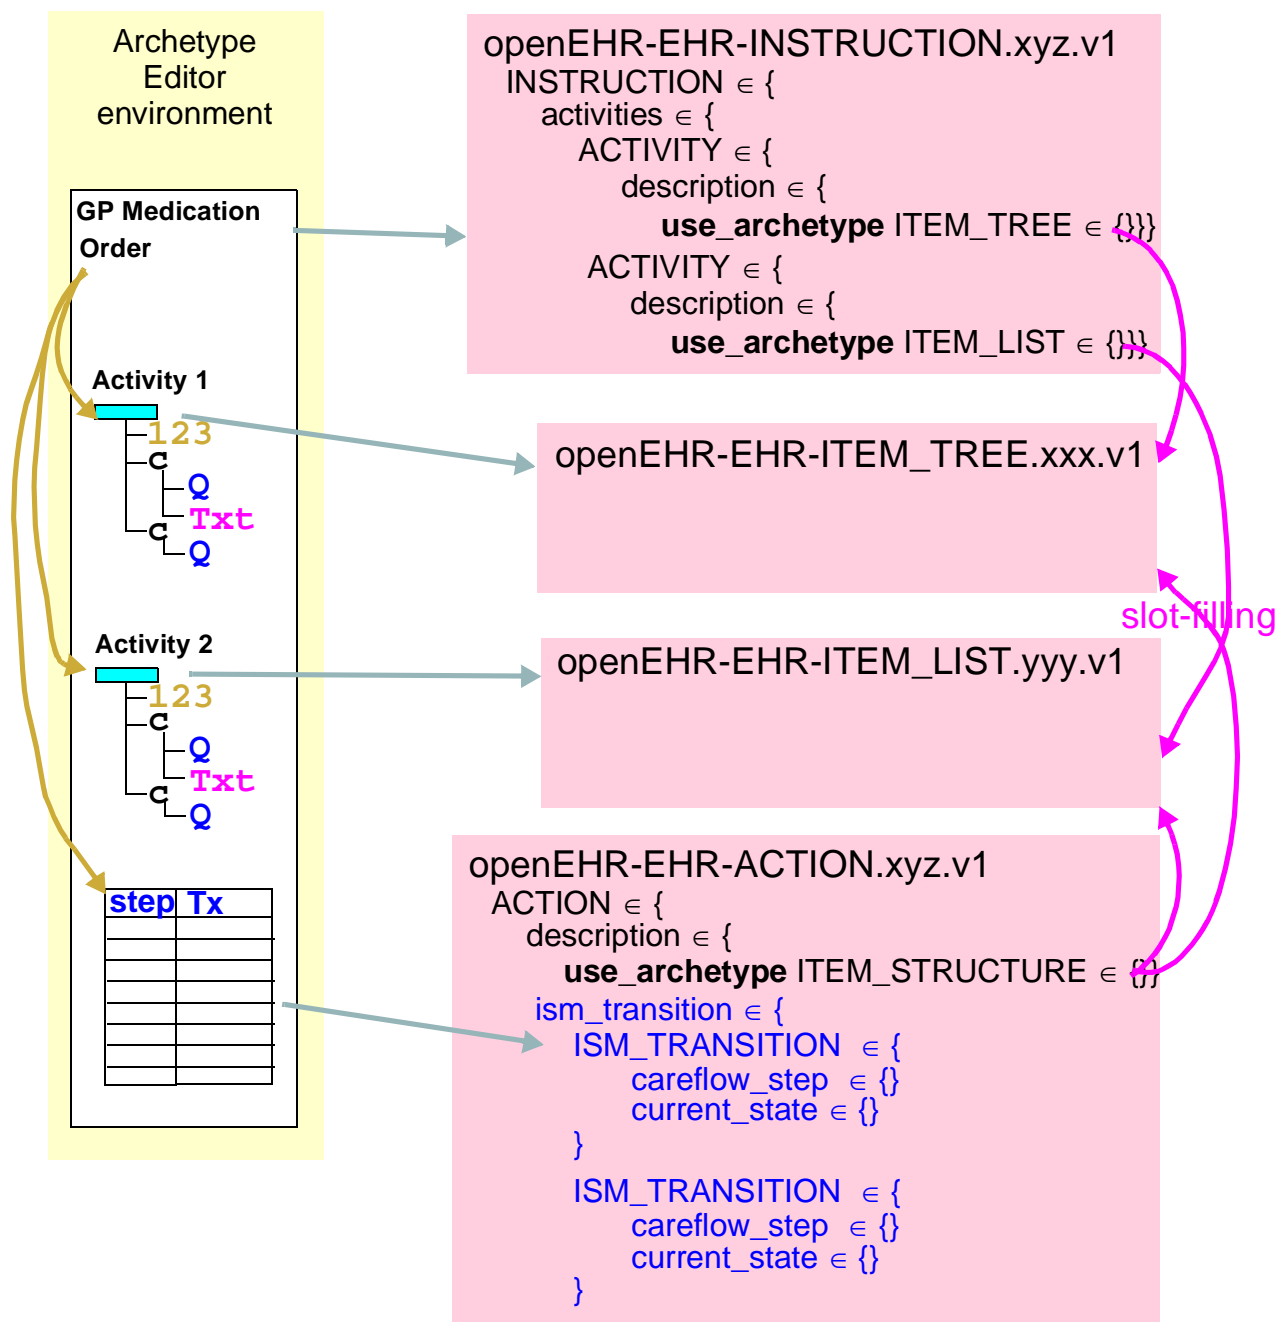 Archetype
Editor
environment
GP Medication
Order
Activity 1
123
C
Q
Txt
C
Q
Activity 2
123
C
Q
Txt
C
Q
step Tx
openEHR-EHR-INSTRUCTION.xyz.v1
INSTRUCTION ∈ {
activities ∈ {
ACTIVITY ∈ {
description ∈ {
use_archetype ITEM_TREE ∈ {}}}
ACTIVITY ∈ {
description ∈ {
use_archetype ITEM_LIST ∈ {}}}
openEHR-EHR-ITEM_TREE.xxx.v1
slot-filling
openEHR-EHR-ITEM_LIST.yyy.v1
openEHR-EHR-ACTION.xyz.v1
ACTION ∈ {
description ∈ {
use_archetype ITEM_STRUCTURE ∈ {}}
ism_transition ∈ {
ISM_TRANSITION ∈ {
careflow_step ∈ {}
current_state ∈ {}
}
ISM_TRANSITION ∈ {
careflow_step ∈ {}
current_state ∈ {}
}